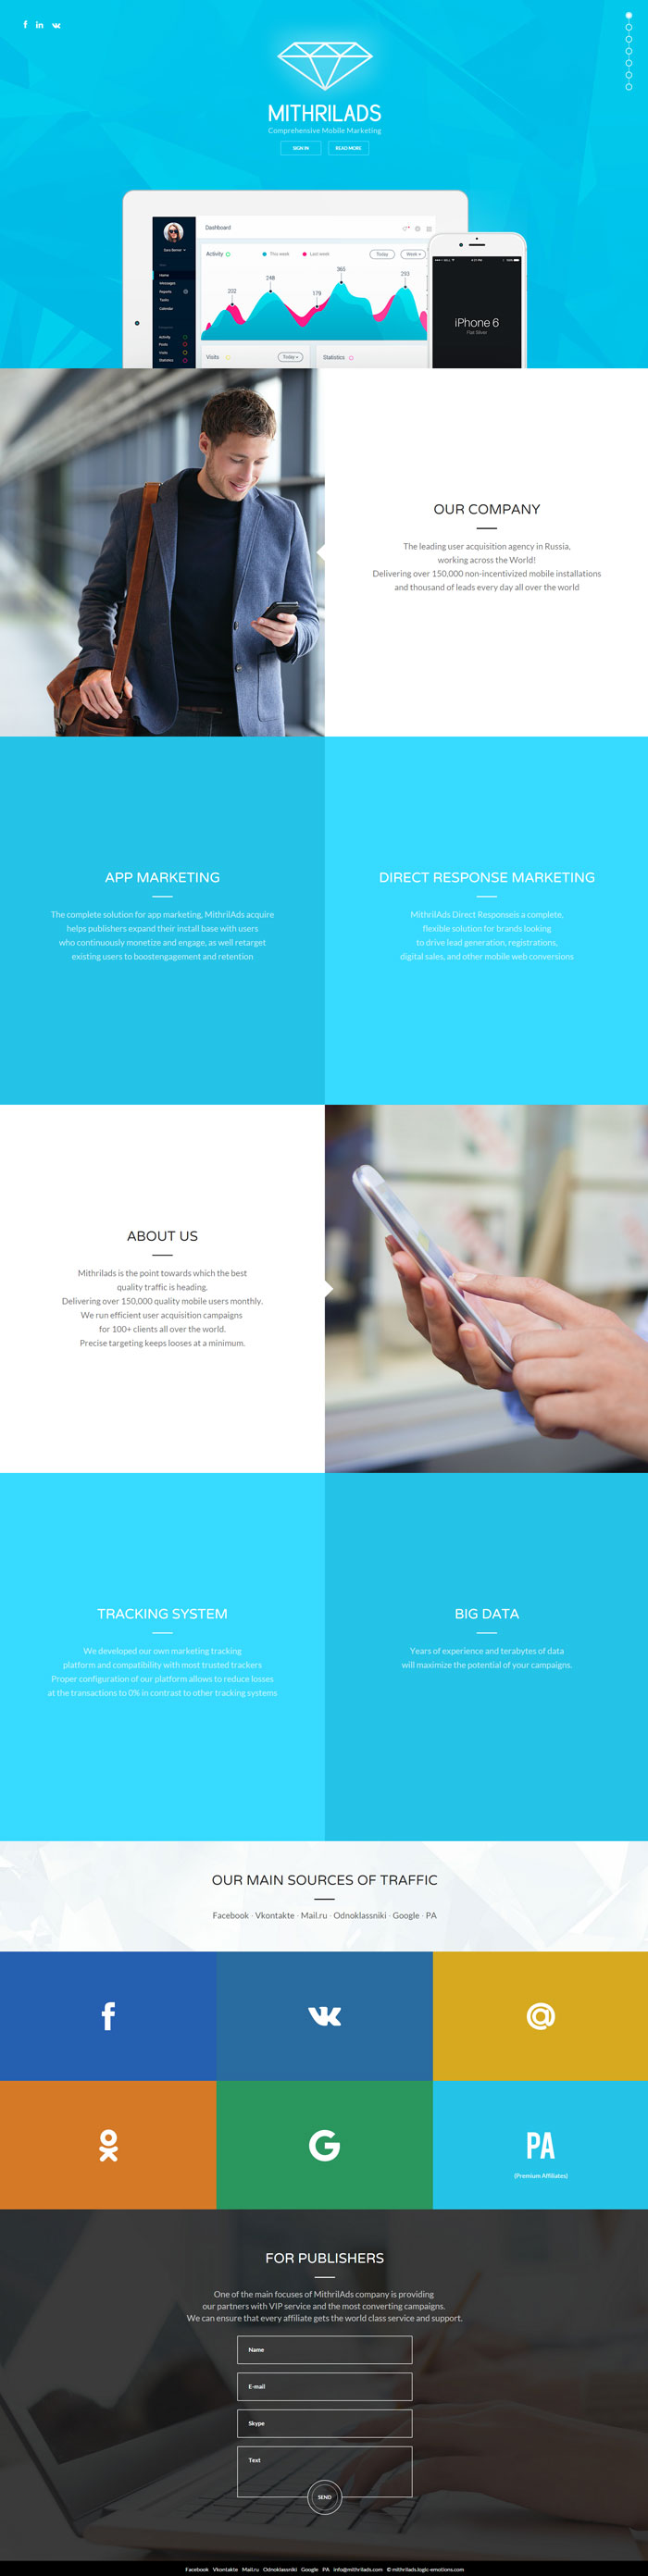 MITHRILADS
Comprehensive Mobile Marketing
SIGN IN
READ MORE
Dashboard
Activity
This week
Last week
Today
Week
Home
Messages
Reports
Tasks
Calendar
Activity
Posts
Visits
Statistics
202
248
179
365
293
Visits
Today
Statistics
iPhone 6
Flat Silver
OUR COMPANY
The leading user acquisition agency in Russia,
working across the World!
Delivering over 150,000 non-incentivized mobile installations
and thousand of leads every day all over the world
APP MARKETING
The complete solution for app marketing, MithrilAds acquire
helps publishers expand their install base with users
who continuously monetize and engage, as well retarget
existing users to boostengagement and retention
DIRECT RESPONSE MARKETING
MithrilAds Direct Responseis a complete,
flexible solution for brands looking
to drive lead generation, registrations,
digital sales, and other mobile web conversions
ABOUT US
Mithrilads is the point towards which the best
quality traffic is heading.
Delivering over 150,000 quality mobile users monthly.
We run efficient user acquisition campaigns
for 100+ clients all over the world.
Precise targeting keeps looses at a minimum.
TRACKING SYSTEM
We developed our own marketing tracking
platform and compatibility with most trusted trackers
Proper configuration of our platform allows to reduce losses
at the transactions to 0% in contrast to other tracking systems
BIG DATA
Years of experience and terabytes of data
will maximize the potential of your campaigns.
OUR MAIN SOURCES OF TRAFFIC
Facebook · Vkontakte · Mail.ru · Odnoklassniki · Google · PA
PA
(Premium Affiliates)
FOR PUBLISHERS
One of the main focuses of MithrilAds company is providing
our partners with VIP service and the most converting campaigns.
We can ensure that every affiliate gets the world class service and support.
Name
E-mail
Skype
Text
SEND
Facebook Vkontakte Mail.ru Odnoklassniki Google PA info@mithrilads.com © mithrilads.logic-emotions.com